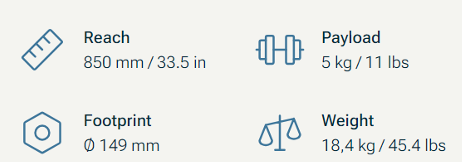 Reach
850 mm / 33.5 in
Payload
5 kg / 11 lbs
Footprint
Ø 149 mm
Weight
18,4 kg / 45.4 lbs